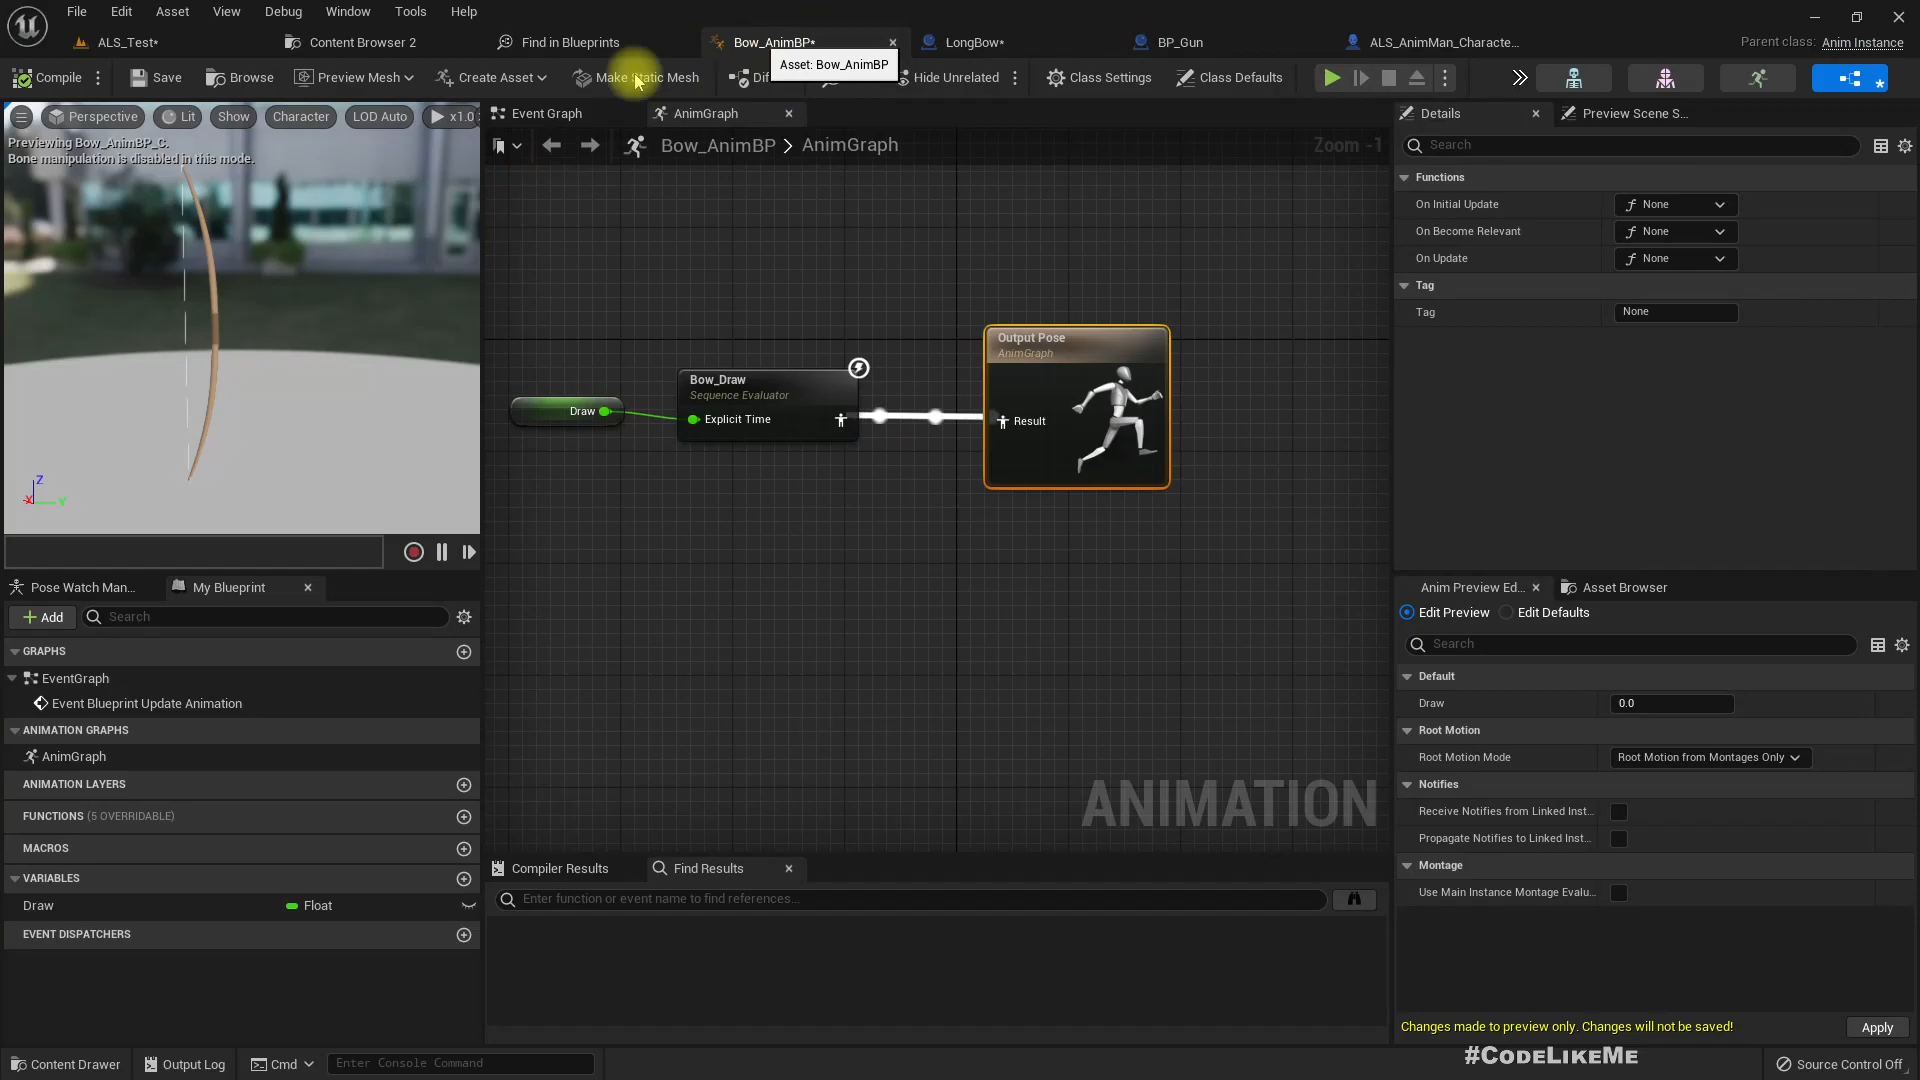 File Edit Asset View Debug Window Tools Help
ALS_Test* Content Browser 2 Find in Blueprints Bow_AnimBP* LongBow* BP_Gun ALS_AnimMan_Characte... Parent class: Anim Instance
Asset: Bow_AnimBP
Compile Save Browse Preview Mesh Create Asset Make Static Mesh Hide Unrelated Class Settings Class Defaults
Perspective Lit Show Character LOD Auto x1.0
Previewing Bow_AnimBP_C.
Bone manipulation is disabled in this mode.
Z
X Y
Event Graph AnimGraph
Bow_AnimBP > AnimGraph Zoom -1
Draw
Bow_Draw
Sequence Evaluator
Explicit Time
Output Pose
AnimGraph
Result
ANIMATION
Details Preview Scene S...
Search
Functions
On Initial Update None
On Become Relevant None
On Update None
Tag
Tag None
Pose Watch Man... My Blueprint
Add Search
GRAPHS
EventGraph
Event Blueprint Update Animation
ANIMATION GRAPHS
AnimGraph
ANIMATION LAYERS
FUNCTIONS (5 OVERRIDABLE)
MACROS
VARIABLES
Draw Float
EVENT DISPATCHERS
Compiler Results Find Results
Enter function or event name to find references...
Anim Preview Ed... Asset Browser
Edit Preview Edit Defaults
Search
Default
Draw 0.0
Root Motion
Root Motion Mode Root Motion from Montages Only
Notifies
Receive Notifies from Linked Inst...
Propagate Notifies to Linked Inst...
Montage
Use Main Instance Montage Evalu...
Changes made to preview only. Changes will not be saved! Apply
#CodeLikeMe
Content Drawer Output Log Cmd Enter Console Command Source Control Off